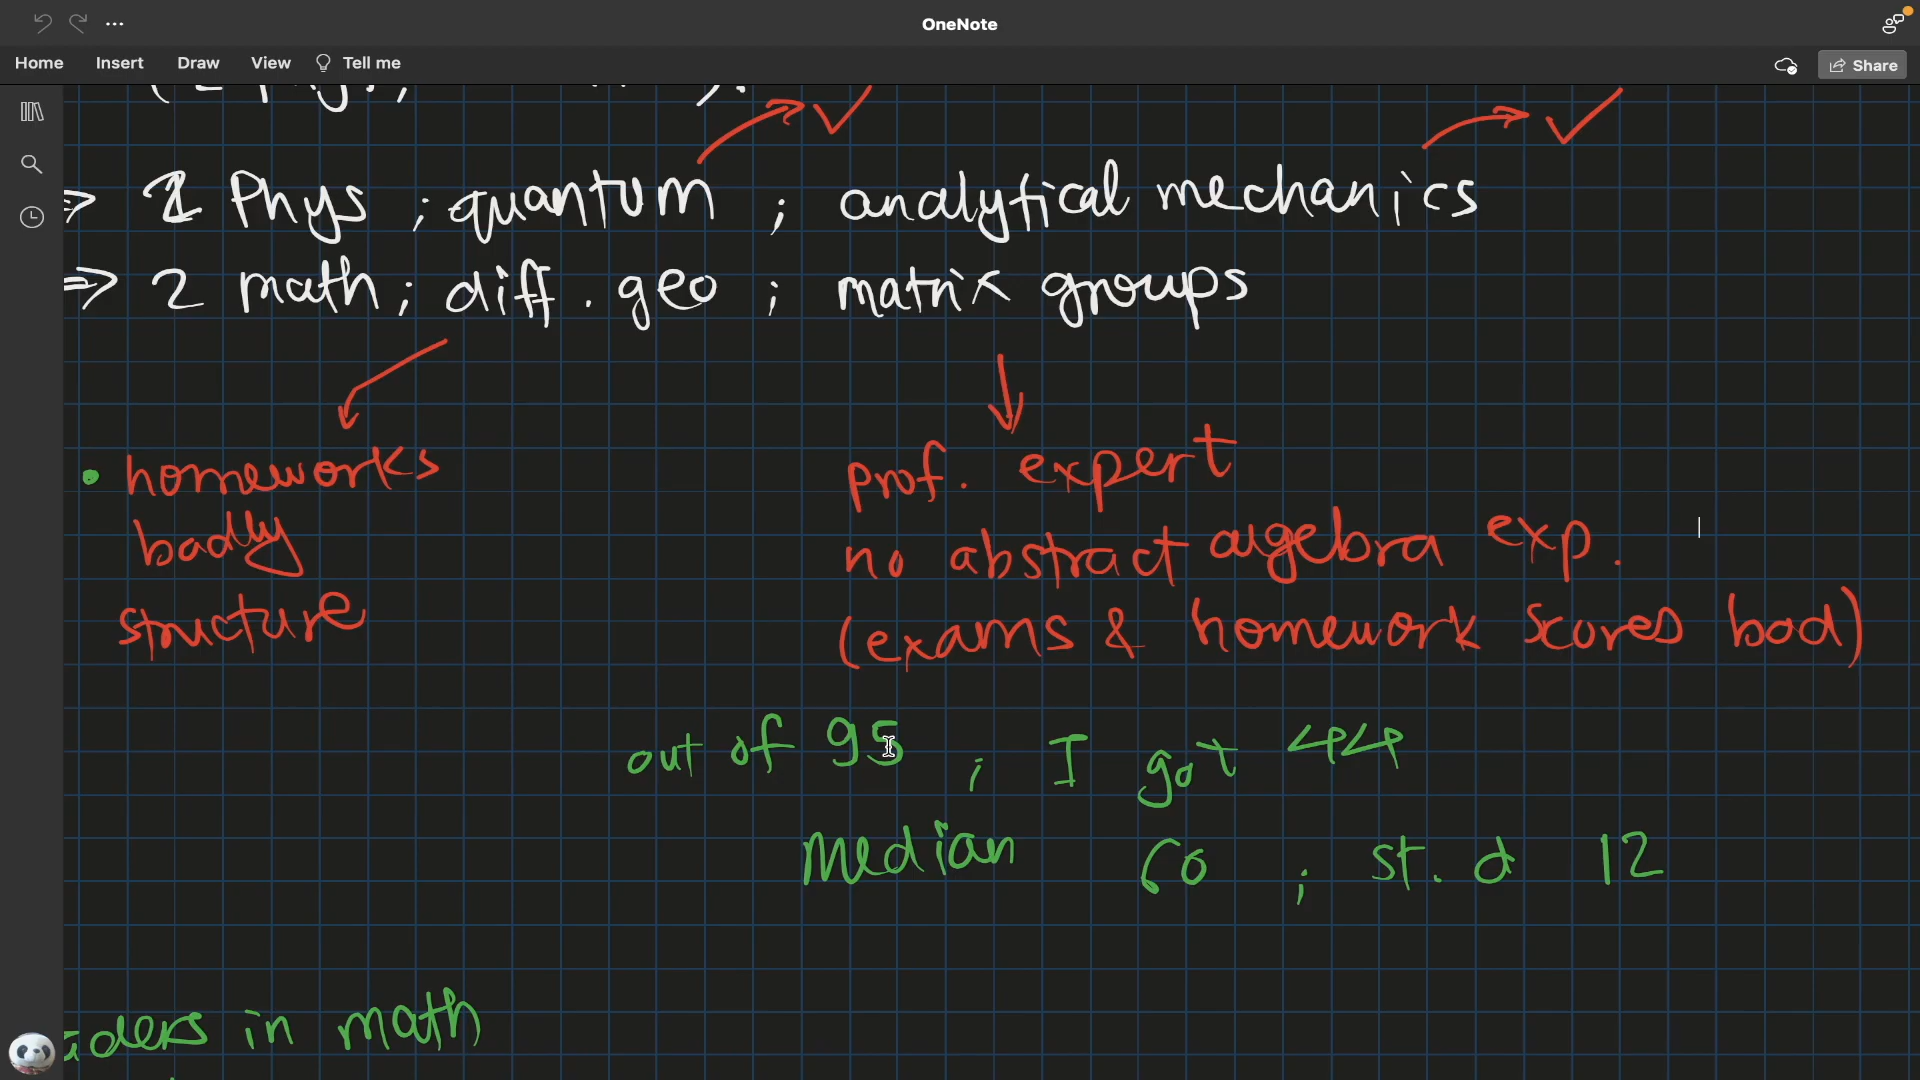 OneNote
Home Insert Draw View Tell me Share
⇒ 1 Phys ; quantum ; analytical mechanics
⇒ 2 math ; diff. geo ; matrix groups
• homeworks
badly
structure
prof. expert
no abstract algebra exp.
(exams & homework scores bad)
out of 95 ; I got 44
Median 60 ; st. d 12
in math